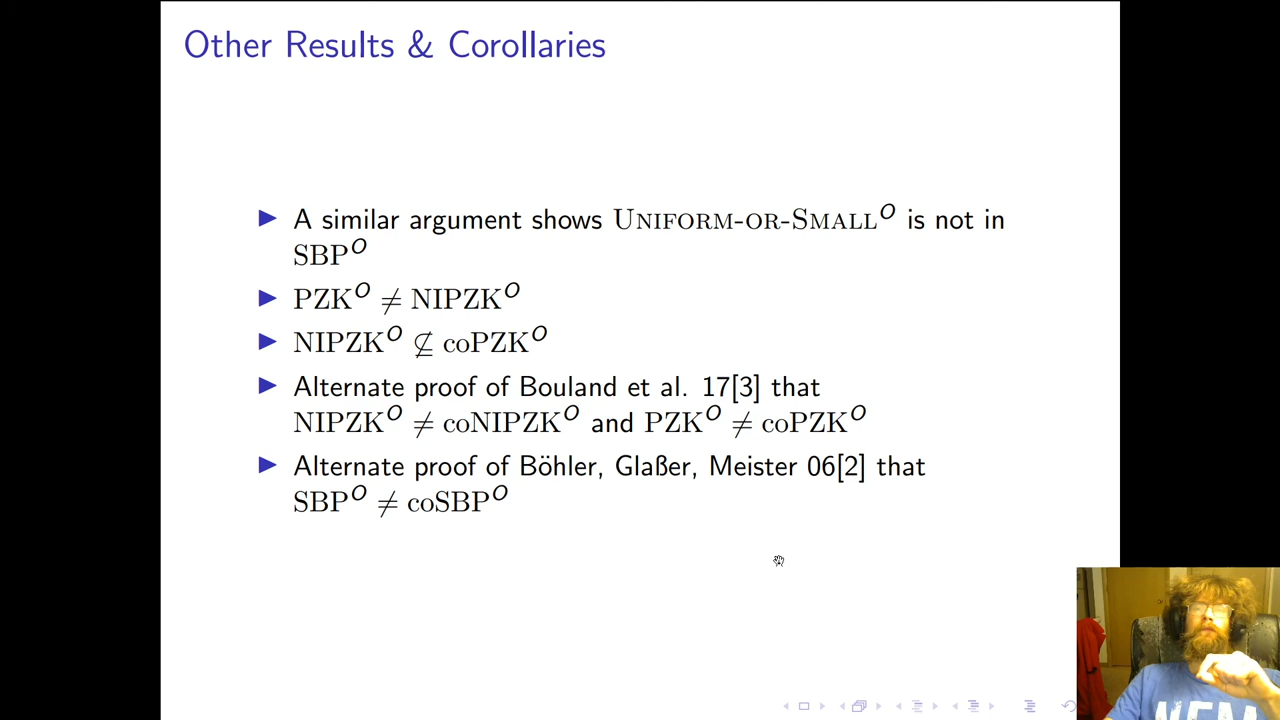 Other Results & Corollaries
A similar argument shows UNIFORM-OR-SMALL^O is not in
SBP^O
PZK^O ≠ NIPZK^O
NIPZK^O ⊈ coPZK^O
Alternate proof of Bouland et al. 17[3] that
NIPZK^O ≠ coNIPZK^O and PZK^O ≠ coPZK^O
Alternate proof of Böhler, Glaßer, Meister 06[2] that
SBP^O ≠ coSBP^O